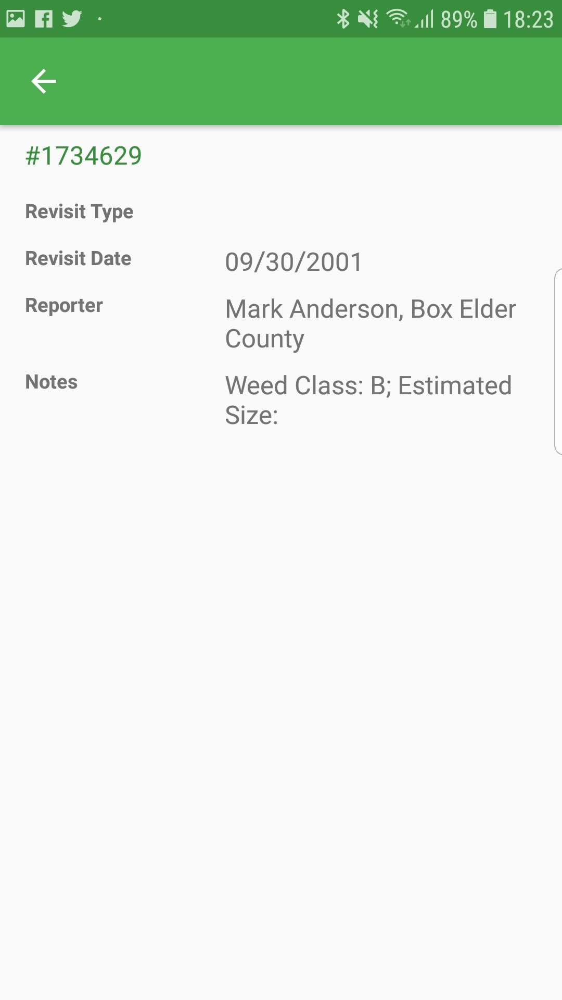 89% 18:23
#1734629
Revisit Type
Revisit Date 09/30/2001
Reporter Mark Anderson, Box Elder
County
Notes Weed Class: B; Estimated
Size: